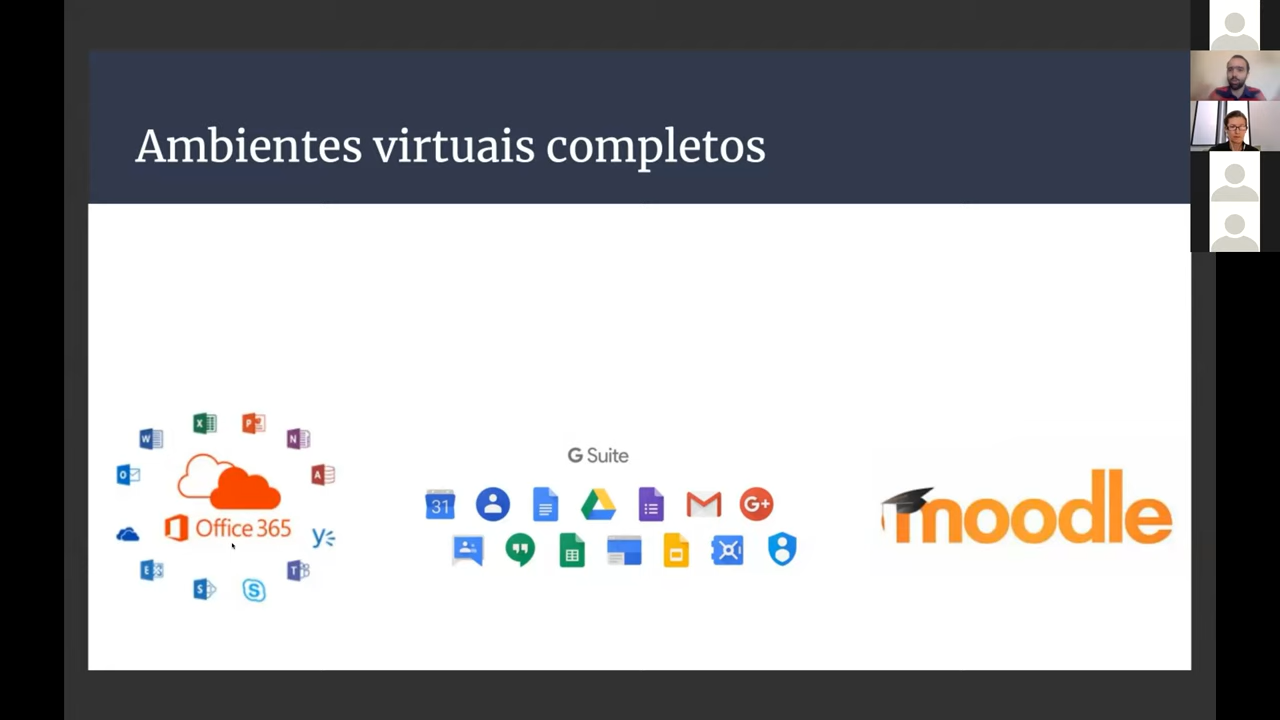 Ambientes virtuais completos
Office 365
G Suite
31
G+
moodle
W
X
P
N
O
A
E
S
S
T
y